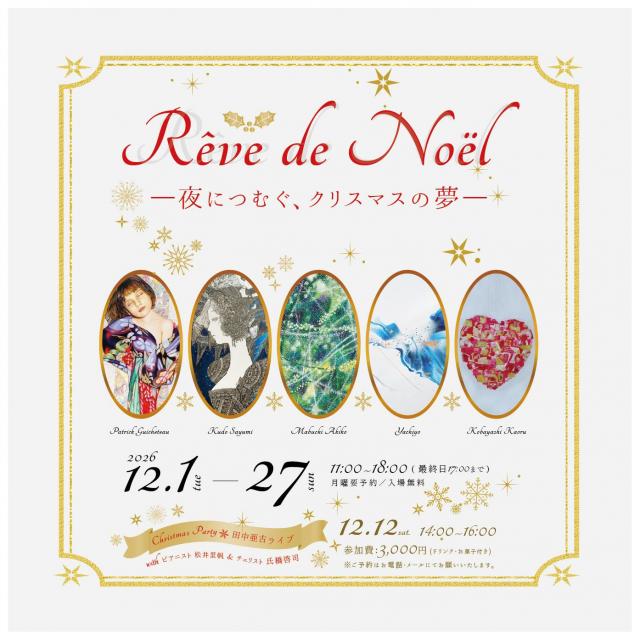 Rêve de Noël
—夜につむぐ、クリスマスの夢—
Patrick Guicheteau
Kudo Sayumi
Mabuchi Akiko
Yachiyo
Kobayashi Kaoru
2026
12.1 tue — 27 sun
11:00~18:00 (最終日17:00まで)
月曜要予約／入場無料
Christmas Party 田中亜古ライブ
with ピアニスト 松井里帆 & チェリスト 氏橋啓司
12.12 sat. 14:00~16:00
参加費:3,000円(ドリンク・お菓子付き)
※ご予約はお電話・メールにてお願いいたします。